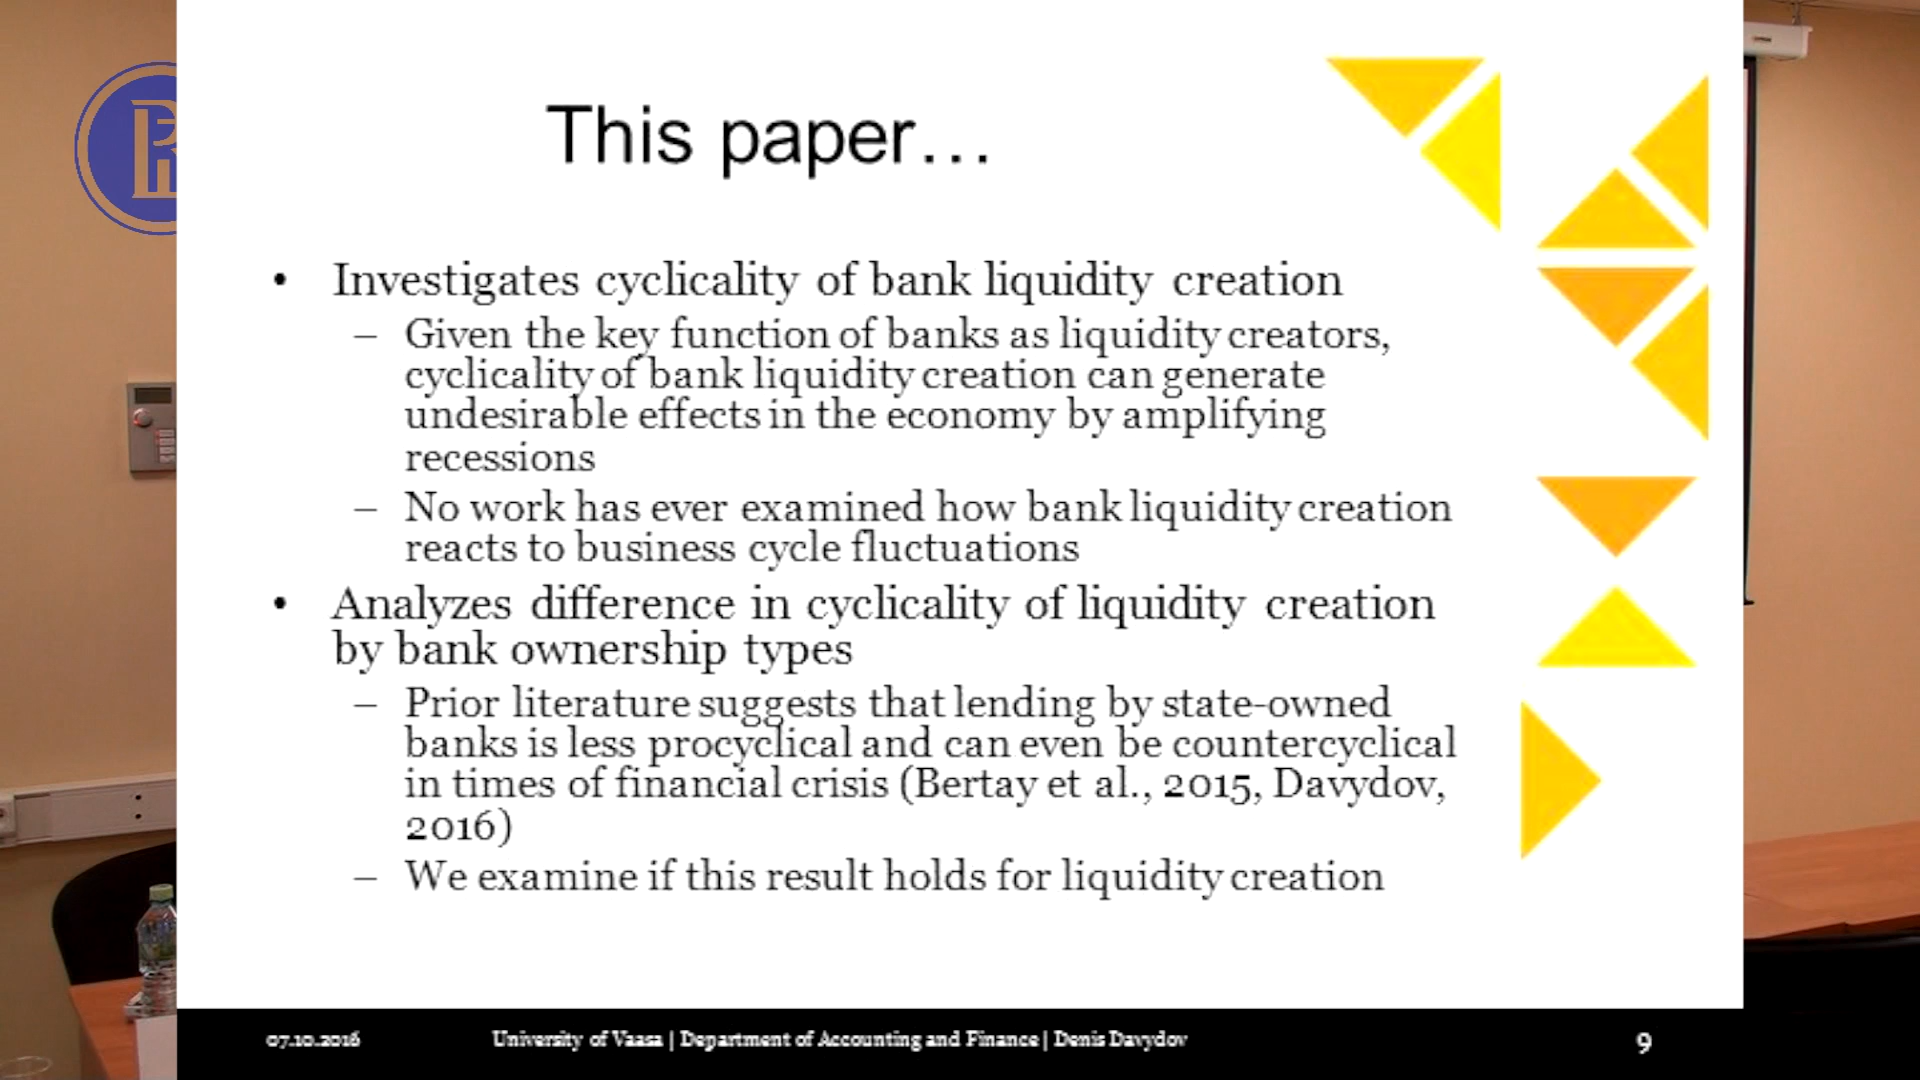 This paper…
• Investigates cyclicality of bank liquidity creation
– Given the key function of banks as liquidity creators,
cyclicality of bank liquidity creation can generate
undesirable effects in the economy by amplifying
recessions
– No work has ever examined how bank liquidity creation
reacts to business cycle fluctuations
• Analyzes difference in cyclicality of liquidity creation
by bank ownership types
– Prior literature suggests that lending by state-owned
banks is less procyclical and can even be countercyclical
in times of financial crisis (Bertay et al., 2015, Davydov,
2016)
– We examine if this result holds for liquidity creation
07.10.2016
University of Vaasa | Department of Accounting and Finance | Denis Davydov
9